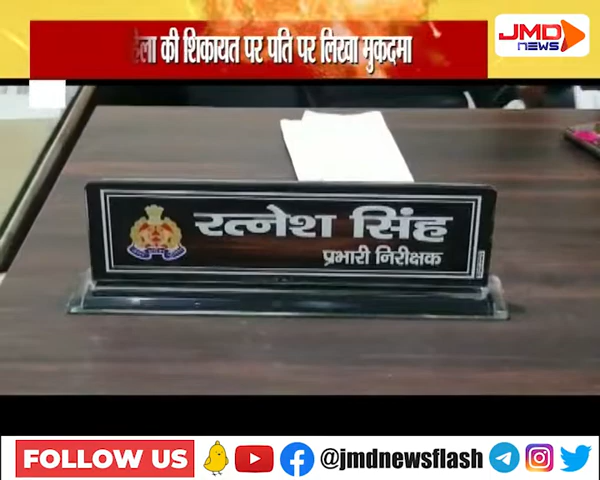 की शिकायत पर पति पर लिखा मुकदमा
JMD
NEWS
रत्नेश सिंह
प्रभारी निरीक्षक
FOLLOW US @jmdnewsflash